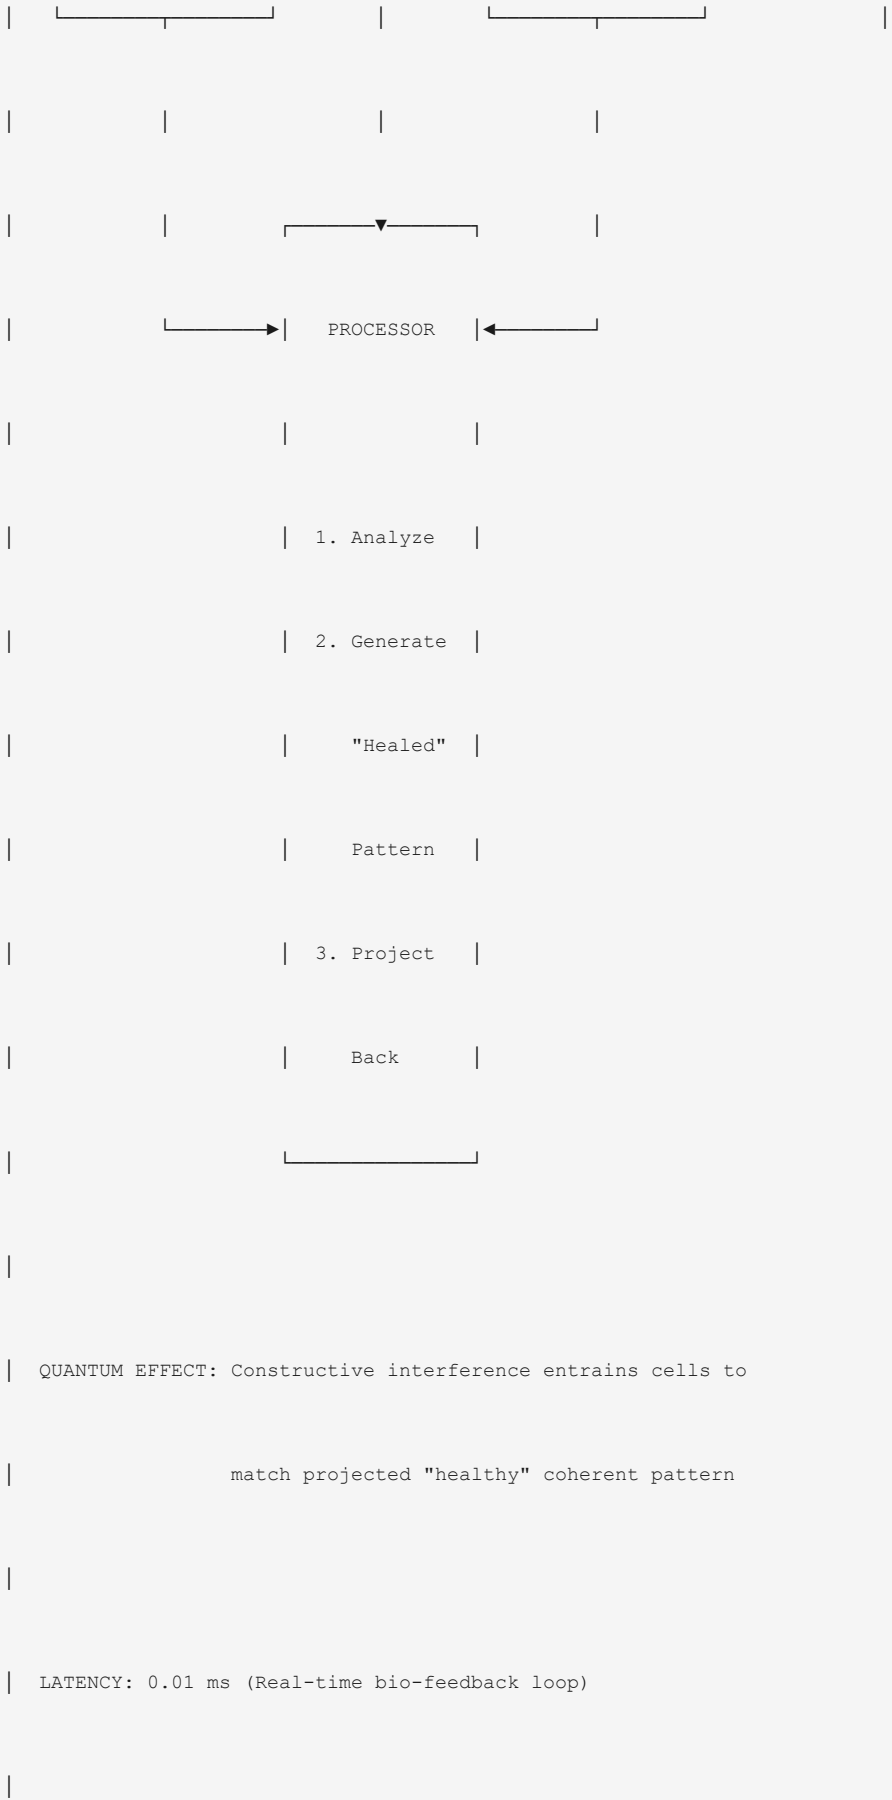 PROCESSOR
1. Analyze
2. Generate
"Healed"
Pattern
3. Project
Back
QUANTUM EFFECT: Constructive interference entrains cells to
match projected "healthy" coherent pattern
LATENCY: 0.01 ms (Real-time bio-feedback loop)